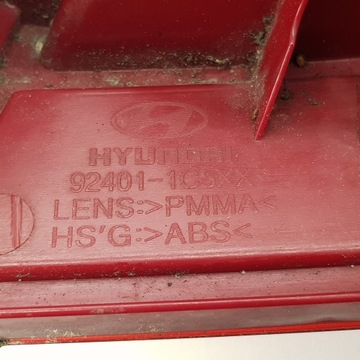 HYUNDAI
92401-1C5XX
LENS:>PMMA<
HS'G:>ABS<